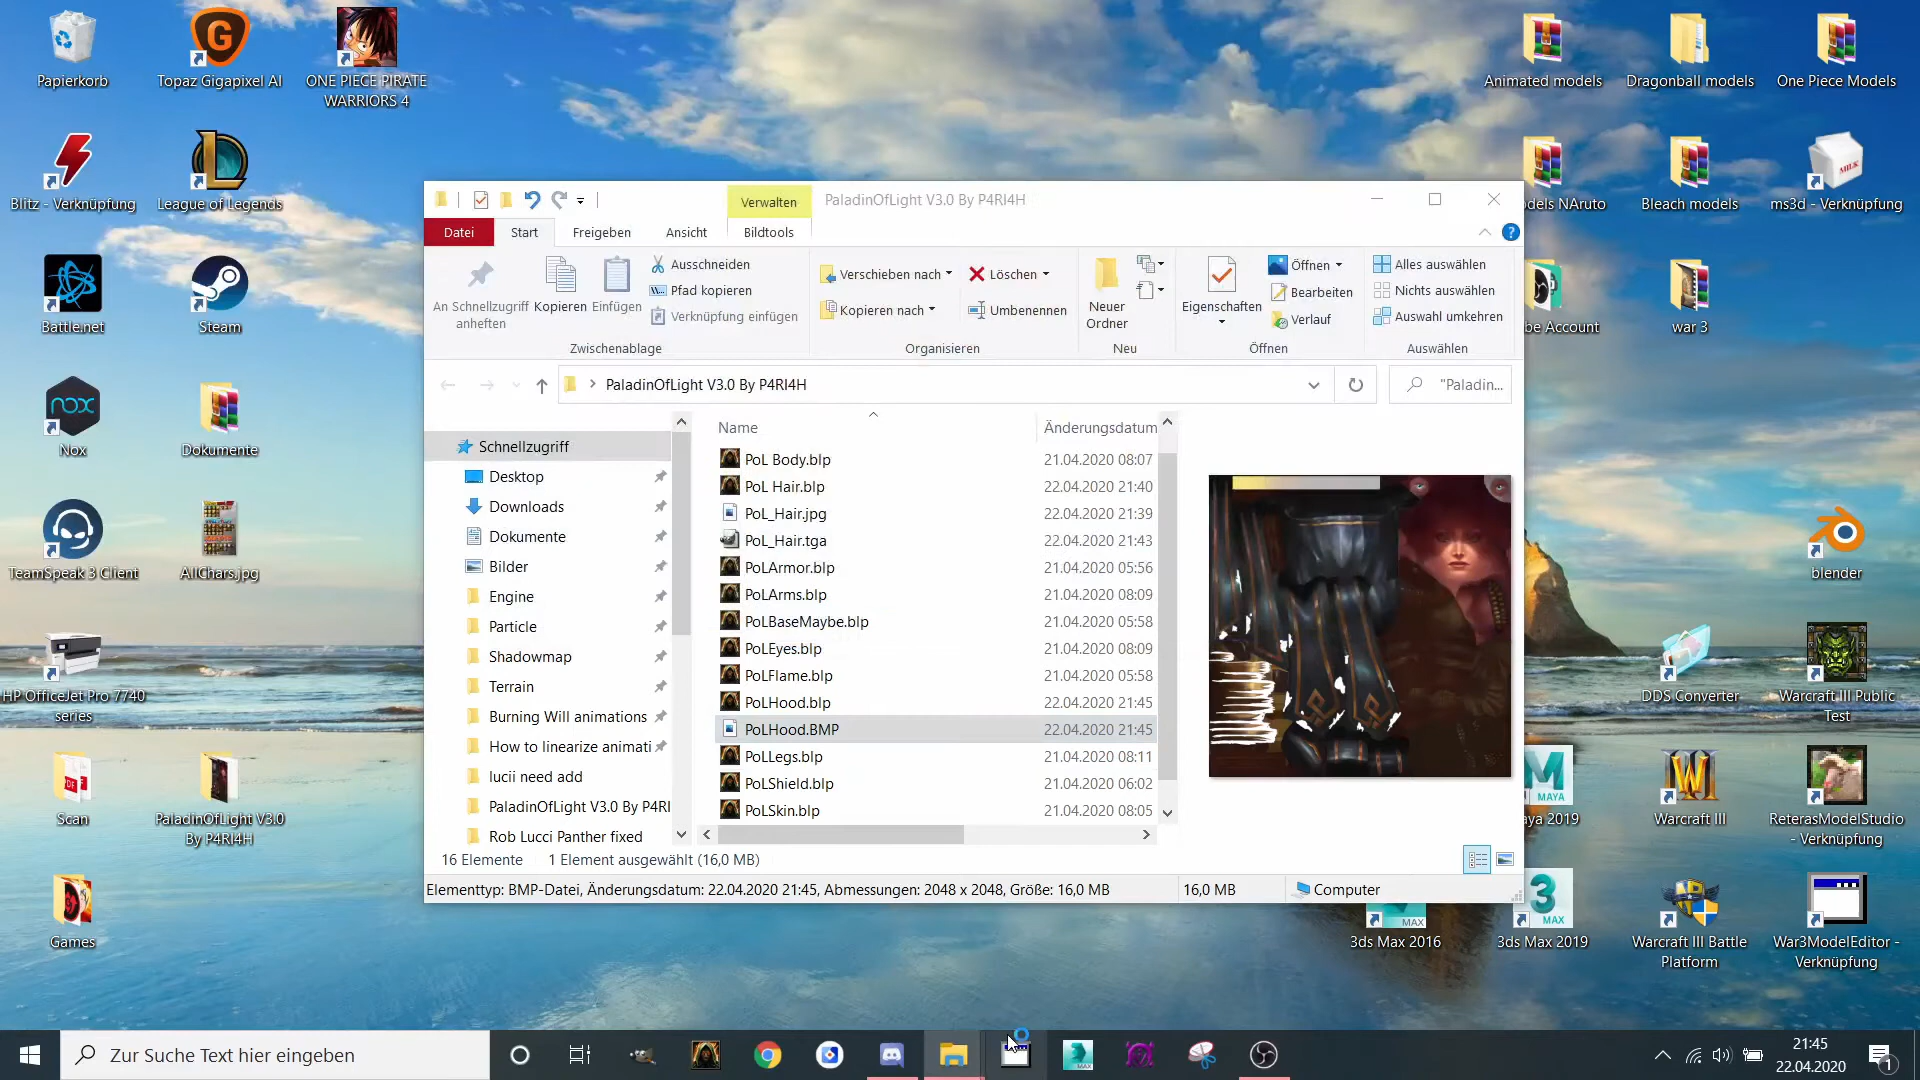 Papierkorb
Topaz Gigapixel AI
ONE PIECE PIRATE
WARRIORS 4
Blitz - Verknüpfung
League of Legends
Battle.net
Steam
nox
Nox
Dokumente
TeamSpeak 3 Client
AllChars.jpg
HP OfficeJet Pro 7740
series
PDF
Scan
PaladinOfLight V3.0
By P4RI4H
Games
Animated models
Dragonball models
One Piece Models
dels NAruto
Bleach models
MILK
ms3d - Verknüpfung
be Account
war 3
blender
DDS Converter
Warcraft III Public
Test
MAYA
aya 2019
Warcraft III
ReterasModelStudio
- Verknüpfung
MAX
3ds Max 2016
MAX
3ds Max 2019
Warcraft III Battle
Platform
War3ModelEditor -
Verknüpfung
Verwalten
PaladinOfLight V3.0 By P4RI4H
Datei
Start
Freigeben
Ansicht
Bildtools
An Schnellzugriff
anheften
Kopieren
Einfügen
Ausschneiden
Pfad kopieren
Verknüpfung einfügen
Zwischenablage
Verschieben nach
Kopieren nach
Löschen
Umbenennen
Organisieren
Neuer
Ordner
Neu
Eigenschaften
Öffnen
Bearbeiten
Verlauf
Öffnen
Alles auswählen
Nichts auswählen
Auswahl umkehren
Auswählen
PaladinOfLight V3.0 By P4RI4H
"Paladin...
Schnellzugriff
Desktop
Downloads
Dokumente
Bilder
Engine
Particle
Shadowmap
Terrain
Burning Will animations
How to linearize animati
lucii need add
PaladinOfLight V3.0 By P4RI
Rob Lucci Panther fixed
Name
Änderungsdatum
PoL Body.blp 21.04.2020 08:07
PoL Hair.blp 22.04.2020 21:40
PoL_Hair.jpg 22.04.2020 21:39
PoL_Hair.tga 22.04.2020 21:43
PoLArmor.blp 21.04.2020 05:56
PoLArms.blp 21.04.2020 08:09
PoLBaseMaybe.blp 21.04.2020 05:58
PoLEyes.blp 21.04.2020 08:09
PoLFlame.blp 21.04.2020 05:58
PoLHood.blp 22.04.2020 21:45
PoLHood.BMP 22.04.2020 21:45
PoLLegs.blp 21.04.2020 08:11
PoLShield.blp 21.04.2020 06:02
PoLSkin.blp 21.04.2020 08:05
16 Elemente
1 Element ausgewählt (16,0 MB)
Elementtyp: BMP-Datei, Änderungsdatum: 22.04.2020 21:45, Abmessungen: 2048 x 2048, Größe: 16,0 MB
16,0 MB
Computer
Zur Suche Text hier eingeben
MAX
21:45
22.04.2020
1